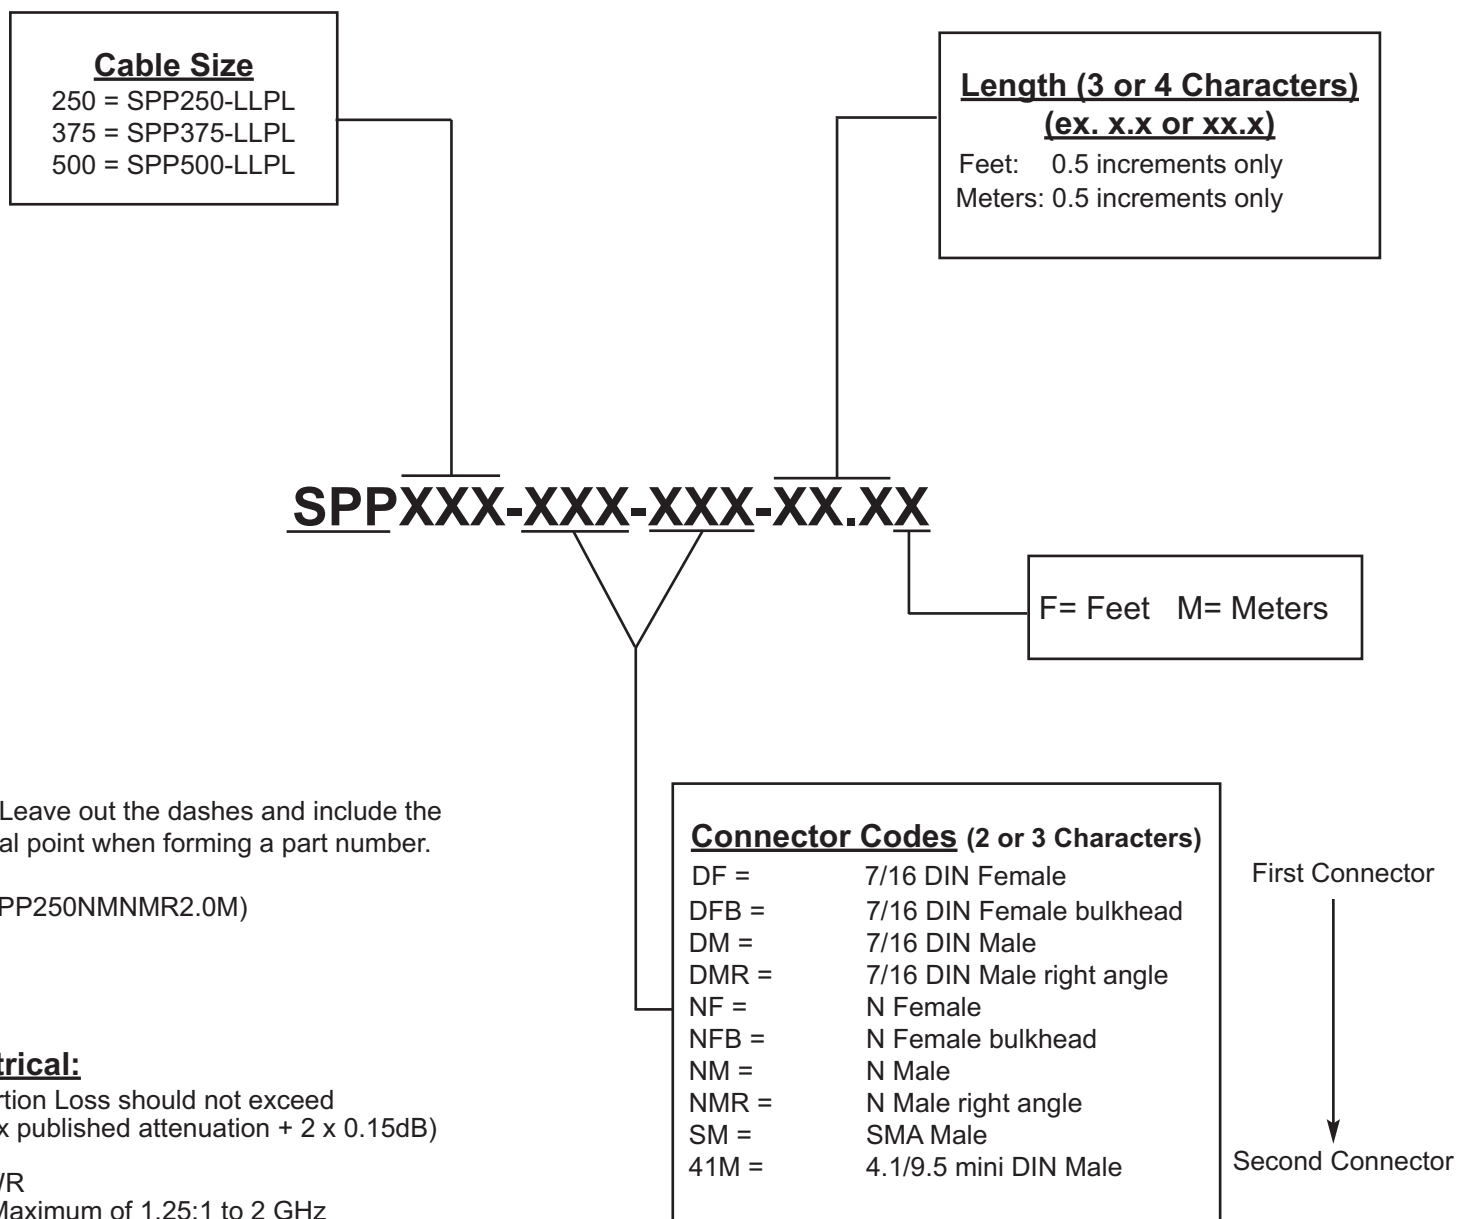 Cable Size
250 = SPP250-LLPL
375 = SPP375-LLPL
500 = SPP500-LLPL
Length (3 or 4 Characters)
(ex. x.x or xx.x)
Feet: 0.5 increments only
Meters: 0.5 increments only
SPPXXX-XXX-XXX-XX.XX
F= Feet M= Meters
Leave out the dashes and include the
al point when forming a part number.
PP250NMNMR2.0M)
trical:
rtion Loss should not exceed
x published attenuation + 2 x 0.15dB)
/R
Maximum of 1.25:1 to 2 GHz
Connector Codes (2 or 3 Characters)
DF = 7/16 DIN Female
DFB = 7/16 DIN Female bulkhead
DM = 7/16 DIN Male
DMR = 7/16 DIN Male right angle
NF = N Female
NFB = N Female bulkhead
NM = N Male
NMR = N Male right angle
SM = SMA Male
41M = 4.1/9.5 mini DIN Male
First Connector
Second Connector